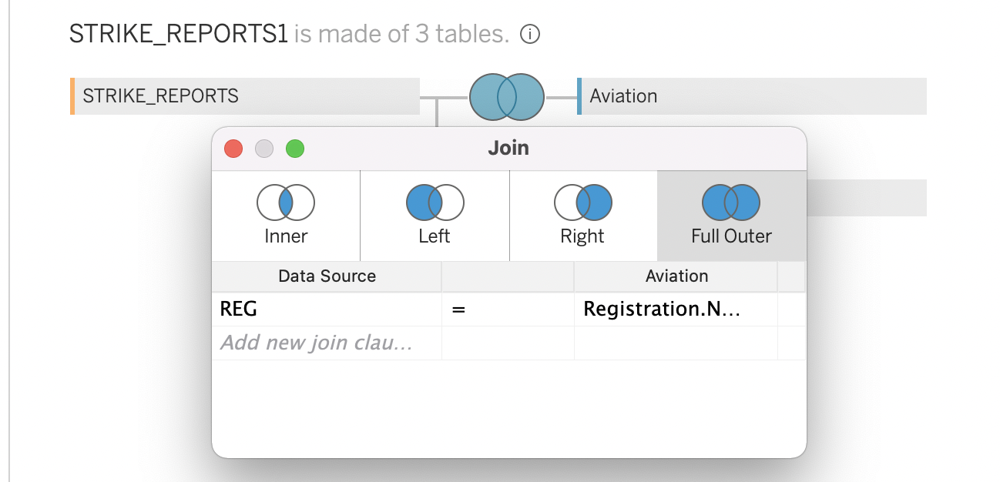 STRIKE_REPORTS1 is made of 3 tables. i
STRIKE_REPORTS Aviation
Join
Inner Left Right Full Outer
Data Source Aviation
REG = Registration.N...
Add new join clau...